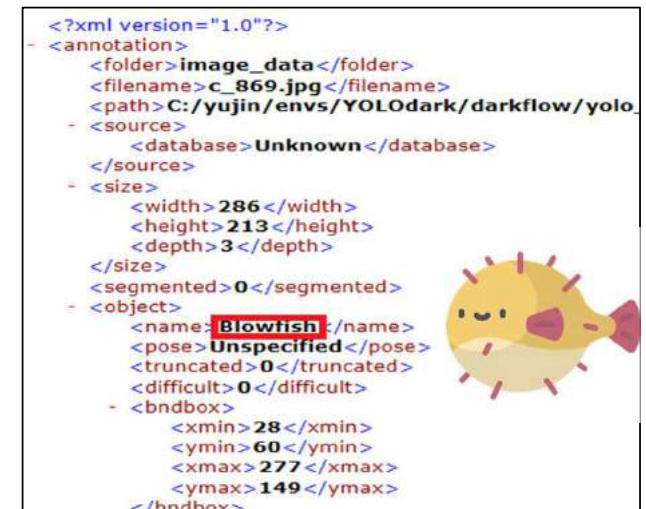 <?xml version="1.0"?>
- <annotation>
<folder>image_data</folder>
<filename>c_869.jpg</filename>
<path>C:/yujin/envs/YOLOdark/darkflow/yolo_
- <source>
<database>Unknown</database>
</source>
- <size>
<width>286</width>
<height>213</height>
<depth>3</depth>
</size>
<segmented>0</segmented>
- <object>
<name>Blowfish</name>
<pose>Unspecified</pose>
<truncated>0</truncated>
<difficult>0</difficult>
- <bndbox>
<xmin>28</xmin>
<ymin>60</ymin>
<xmax>277</xmax>
<ymax>149</ymax>
</bndbox>